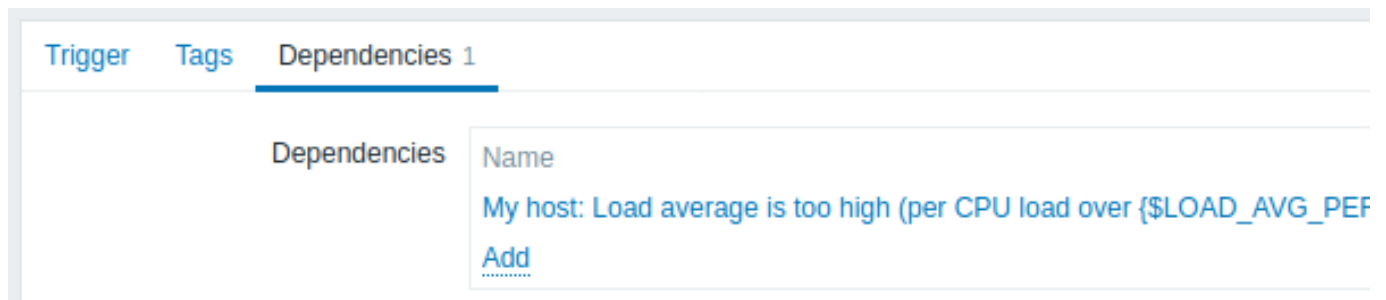 Trigger Tags Dependencies 1
Dependencies Name
My host: Load average is too high (per CPU load over {$LOAD_AVG_PER
Add